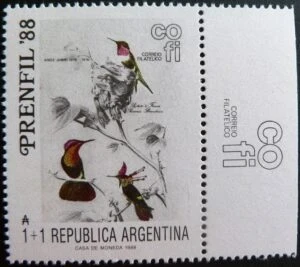 PRENFIL'88
co
fi
CORREO
FILATELICO
₳
1+1 REPUBLICA ARGENTINA
CASA DE MONEDA 1988
CORREO
FILATELICO
co
fi